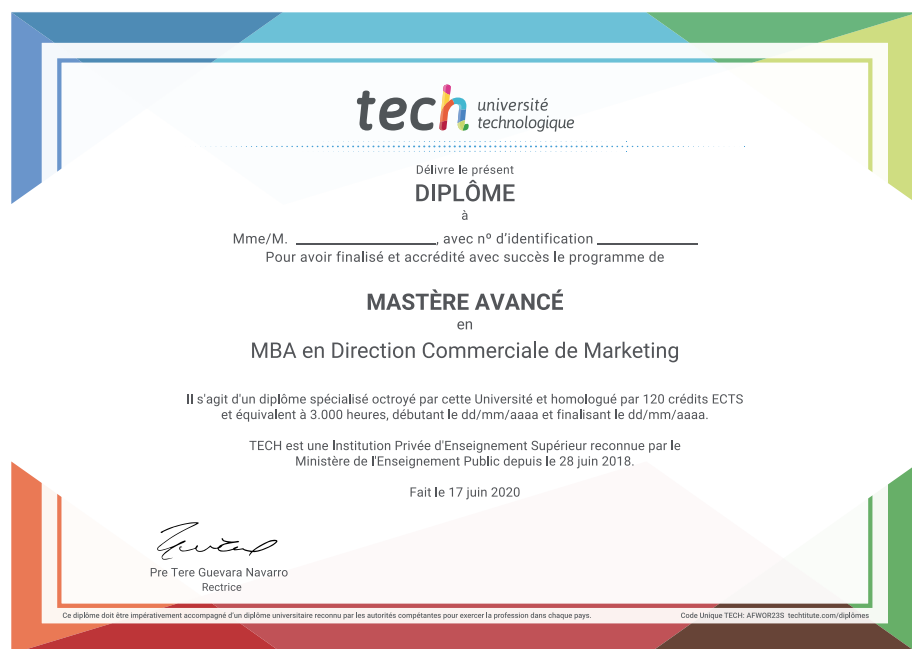 tech université
technologique
Délivre le présent
DIPLÔME
à
Mme/M. ____________________, avec nº d'identification ______________
Pour avoir finalisé et accrédité avec succès le programme de
MASTÈRE AVANCÉ
en
MBA en Direction Commerciale de Marketing
Il s'agit d'un diplôme spécialisé octroyé par cette Université et homologué par 120 crédits ECTS
et équivalent à 3.000 heures, débutant le dd/mm/aaaa et finalisant le dd/mm/aaaa.
TECH est une Institution Privée d'Enseignement Supérieur reconnue par le
Ministère de l'Enseignement Public depuis le 28 juin 2018.
Fait le 17 juin 2020
Pre Tere Guevara Navarro
Rectrice
Ce diplôme doit être impérativement accompagné d'un diplôme universitaire reconnu par les autorités compétentes pour exercer la profession dans chaque pays.
Code Unique TECH: AFWOR23S techtitute.com/diplômes